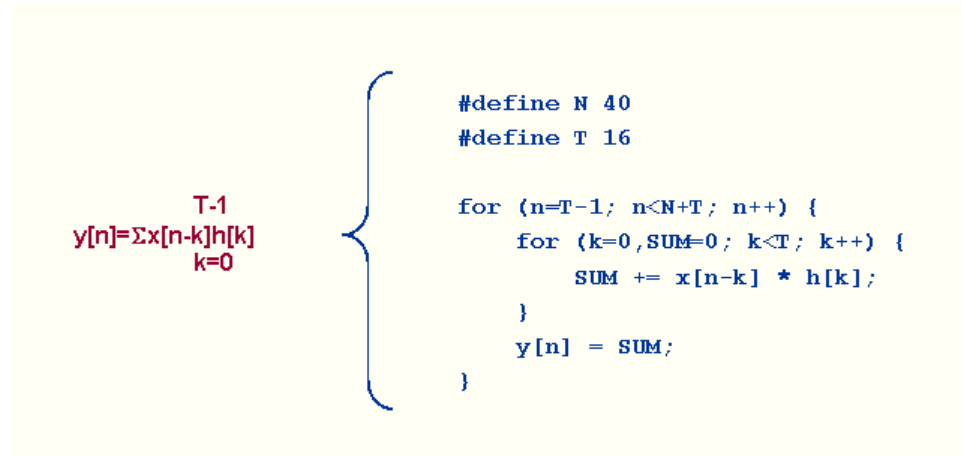 T-1
y[n]=Σx[n-k]h[k]
k=0
#define N 40
#define T 16
for (n=T-1; n<N+T; n++) {
for (k=0,SUM=0; k<T; k++) {
SUM += x[n-k] * h[k];
}
y[n] = SUM;
}